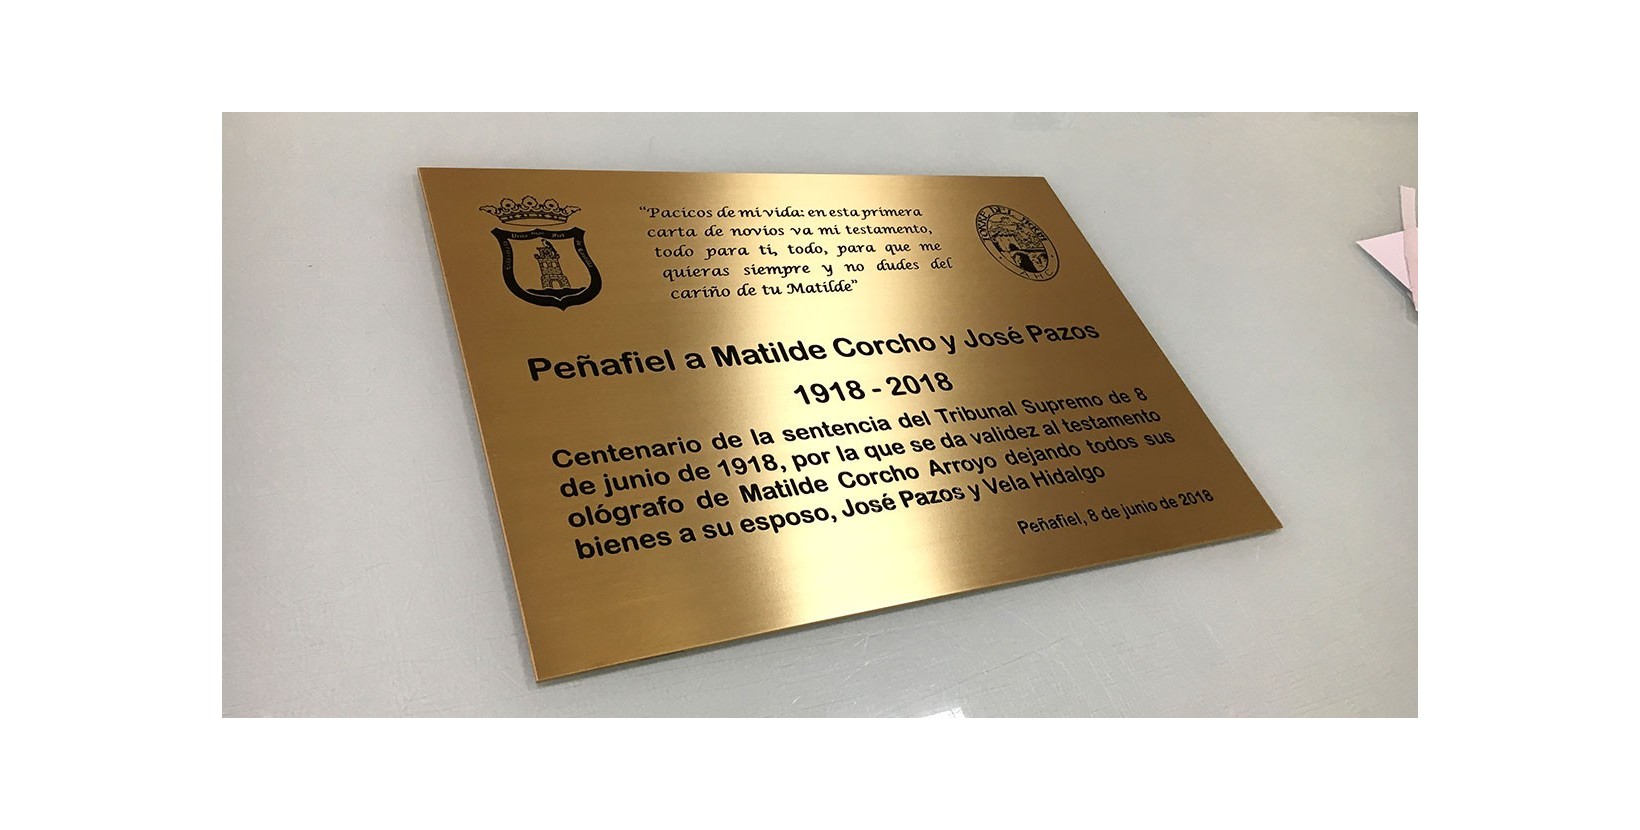 “Pacicos de mi vida: en esta primera
carta de novios va mi testamento,
todo para ti, todo, para que me
quieras siempre y no dudes del
cariño de tu Matilde”
TORRE DEL
A.H.C.
Peñafiel a Matilde Corcho y José Pazos
1918 - 2018
Centenario de la sentencia del Tribunal Supremo de 8
de junio de 1918, por la que se da validez al testamento
ológrafo de Matilde Corcho Arroyo dejando todos sus
bienes a su esposo, José Pazos y Vela Hidalgo
Peñafiel, 8 de junio de 2018